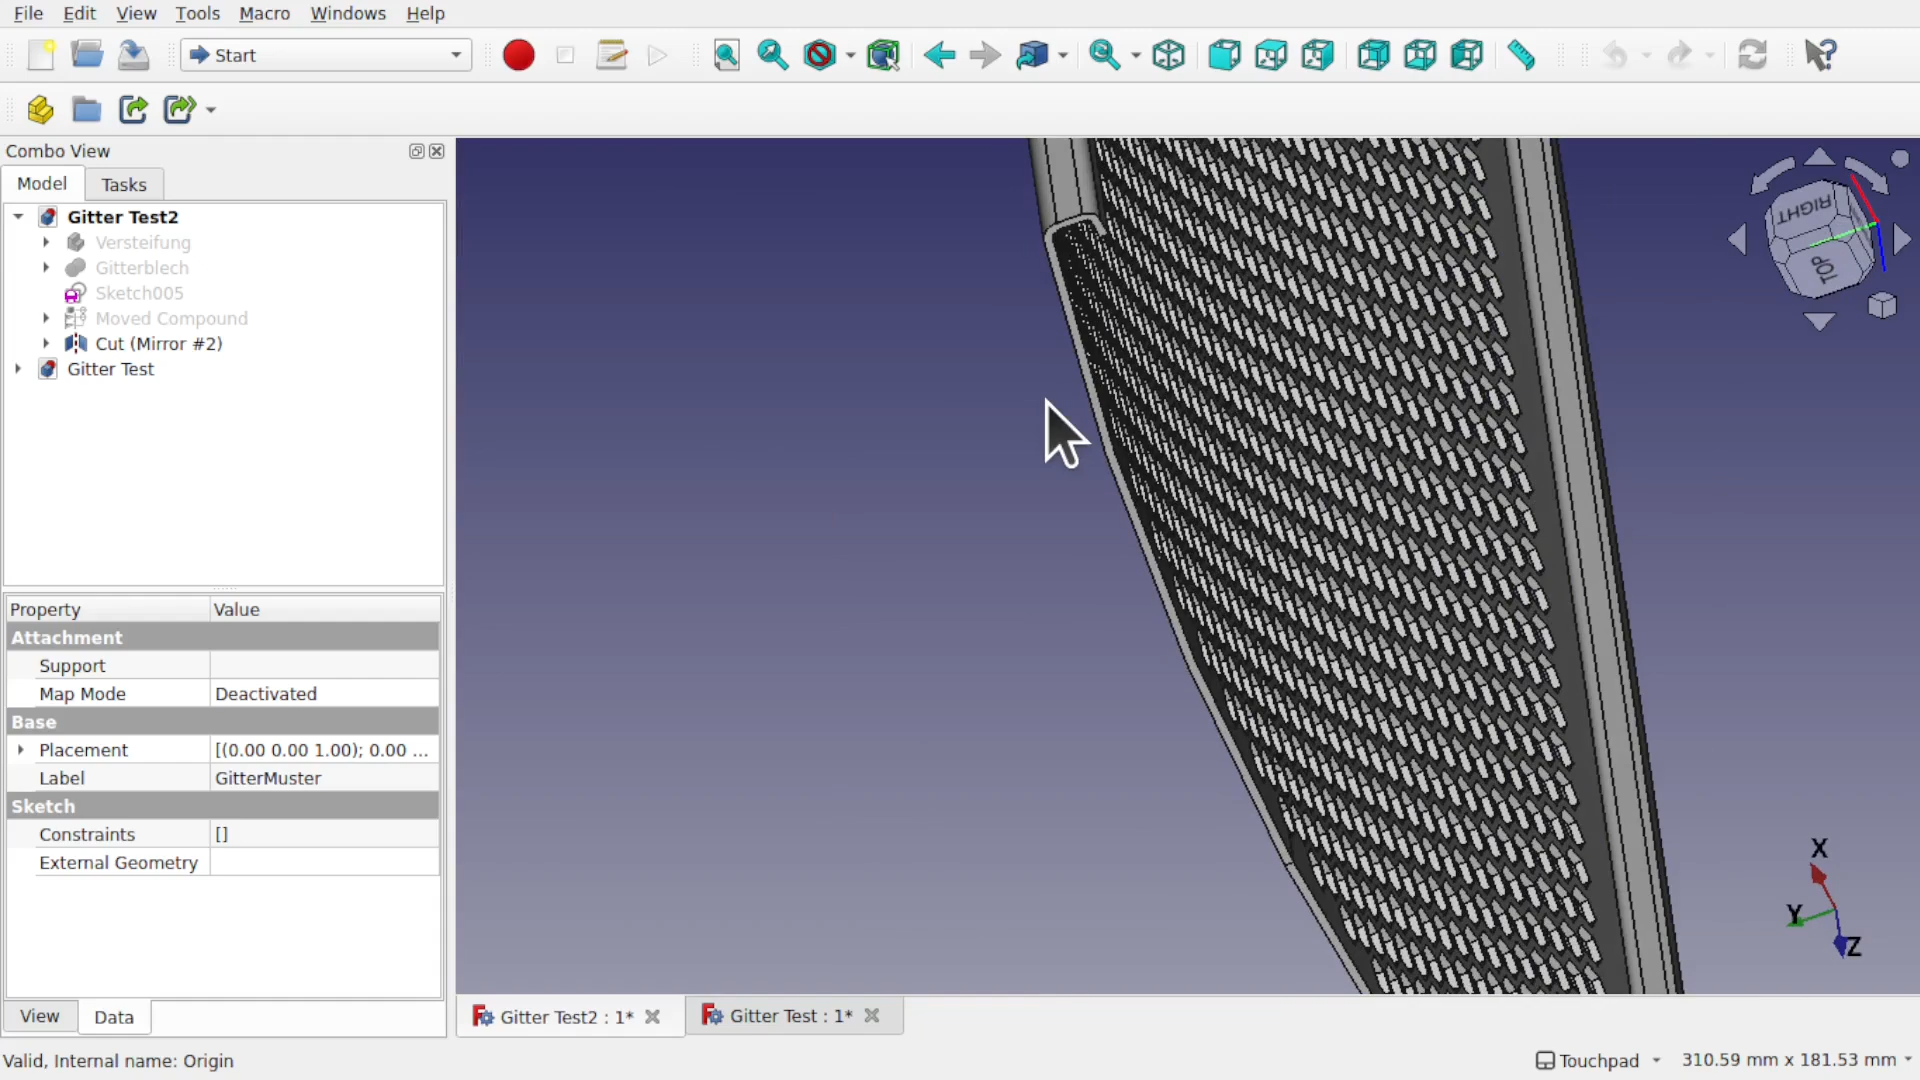 File Edit View Tools Macro Windows Help
Start
Combo View
Model Tasks
Gitter Test2
Versteifung
Gitterblech
Sketch005
Moved Compound
Cut (Mirror #2)
Gitter Test
Property Value
Attachment
Support
Map Mode Deactivated
Base
Placement [(0.00 0.00 1.00); 0.00 ...
Label GitterMuster
Sketch
Constraints []
External Geometry
View Data
RIGHT
TOP
X
Y
Z
Gitter Test2 : 1* Gitter Test : 1*
Valid, Internal name: Origin
Touchpad 310.59 mm x 181.53 mm